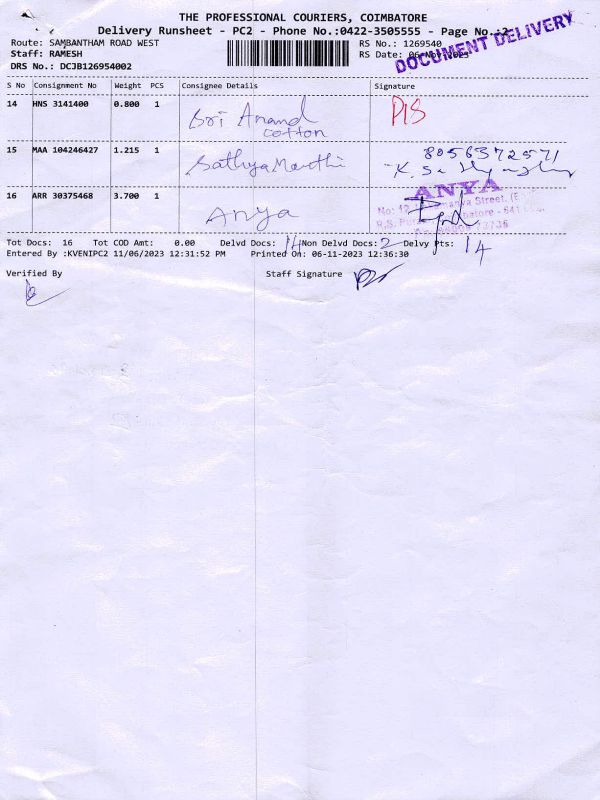 THE PROFESSIONAL COURIERS, COIMBATORE
Delivery Runsheet - PC2 - Phone No.:0422-3505555 - Page No.:2
Route: SAMBANTHAM ROAD WEST RS No.: 1269540
Staff: RAMESH RS Date: 06-Nov-2023
DOCUMENT DELIVERY
DRS No.: DCJB126954002
S No Consignment No Weight PCS Consignee Details Signature
14 HNS 3141400 0.800 1 Sri Anand cotton P/S
15 MAA 104246427 1.215 1 Sathya Marthi 8056372571
16 ARR 30375468 3.700 1 Anya ANYA
Tot Docs: 16 Tot COD Amt: 0.00 Delvd Docs: 14 Non Delvd Docs: 2 Delvy Pts: 14
Entered By :KVENIPC2 11/06/2023 12:31:52 PM Printed On: 06-11-2023 12:36:30
Verified By Staff Signature